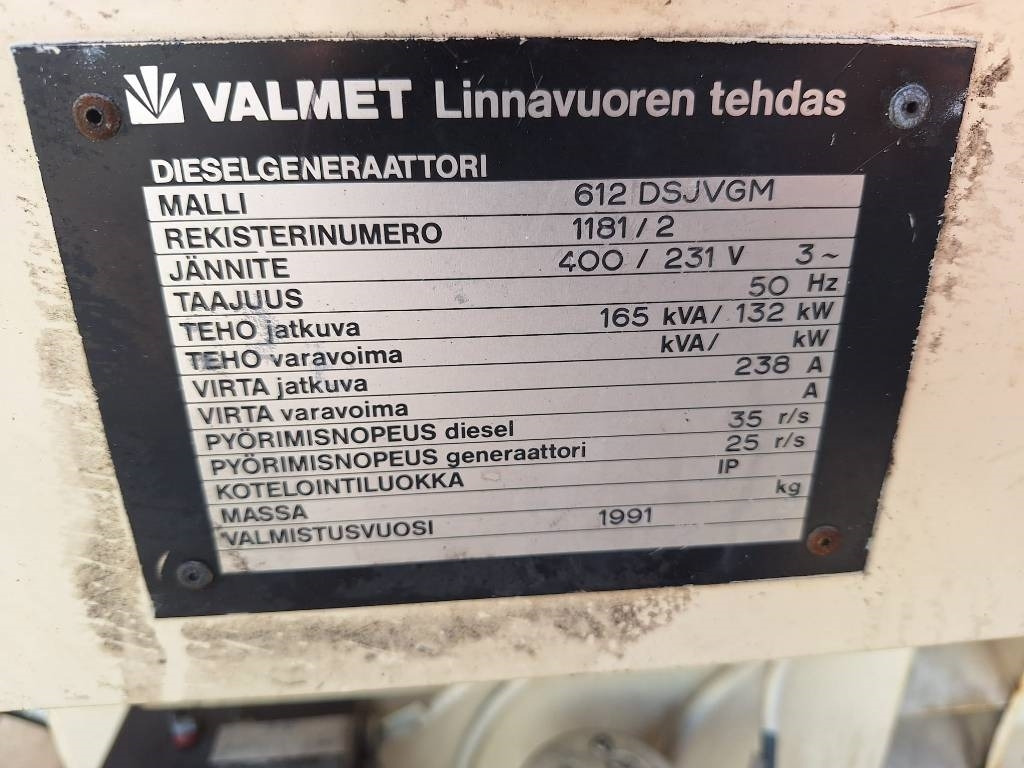 VALMET Linnavuoren tehdas
DIESELGENERAATTORI
MALLI 612 DSJVGM
REKISTERINUMERO 1181 / 2
JÄNNITE 400 / 231 V 3 ~
TAAJUUS 50 Hz
TEHO jatkuva 165 kVA/ 132 kW
TEHO varavoima kVA/ kW
VIRTA jatkuva 238 A
VIRTA varavoima A
PYÖRIMISNOPEUS diesel 35 r/s
PYÖRIMISNOPEUS generaattori 25 r/s
KOTELOINTILUOKKA IP
MASSA kg
VALMISTUSVUOSI 1991